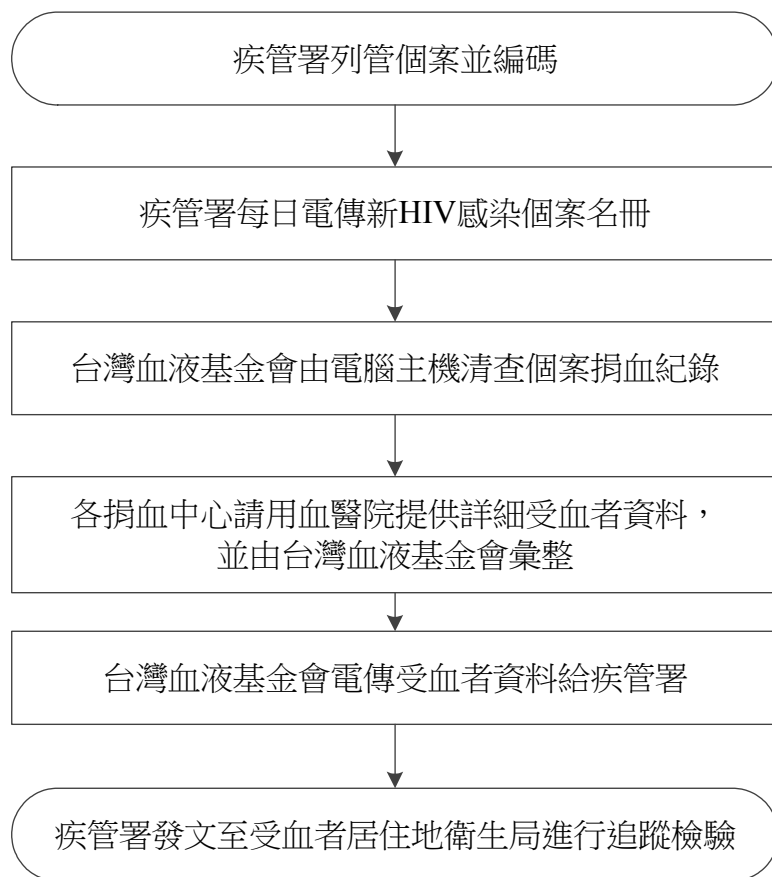 疾管署列管個案並編碼
疾管署每日電傳新HIV感染個案名冊
台灣血液基金會由電腦主機清查個案捐血紀錄
各捐血中心請用血醫院提供詳細受血者資料，
並由台灣血液基金會彙整
台灣血液基金會電傳受血者資料給疾管署
疾管署發文至受血者居住地衛生局進行追蹤檢驗